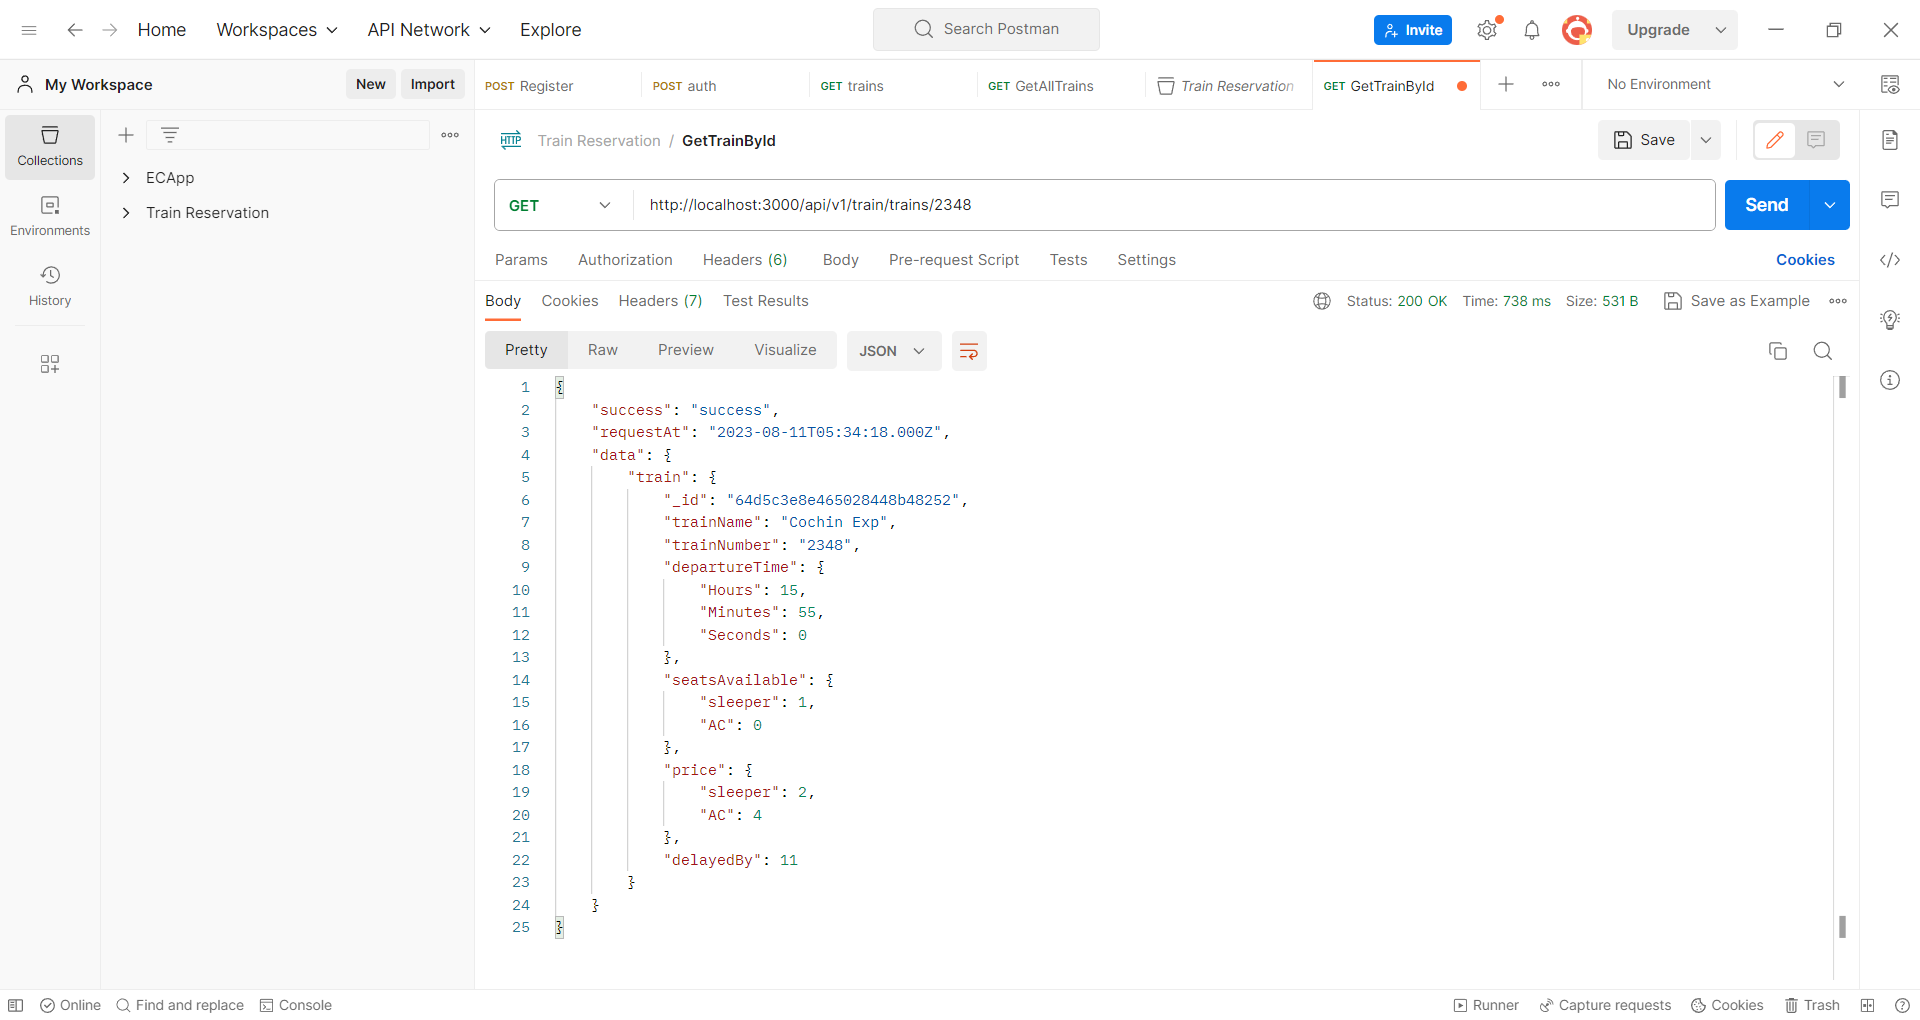 Home Workspaces API Network Explore Search Postman Invite Upgrade
My Workspace New Import POST Register POST auth GET trains GET GetAllTrains Train Reservation GET GetTrainById No Environment
Collections
Environments
History
ECApp
Train Reservation
HTTP Train Reservation / GetTrainById Save
GET http://localhost:3000/api/v1/train/trains/2348 Send
Params Authorization Headers (6) Body Pre-request Script Tests Settings Cookies
Body Cookies Headers (7) Test Results Status: 200 OK Time: 738 ms Size: 531 B Save as Example
Pretty Raw Preview Visualize JSON
1 {
2 "success": "success",
3 "requestAt": "2023-08-11T05:34:18.000Z",
4 "data": {
5 "train": {
6 "_id": "64d5c3e8e465028448b48252",
7 "trainName": "Cochin Exp",
8 "trainNumber": "2348",
9 "departureTime": {
10 "Hours": 15,
11 "Minutes": 55,
12 "Seconds": 0
13 },
14 "seatsAvailable": {
15 "sleeper": 1,
16 "AC": 0
17 },
18 "price": {
19 "sleeper": 2,
20 "AC": 4
21 },
22 "delayedBy": 11
23 }
24 }
25 }
Online Find and replace Console Runner Capture requests Cookies Trash